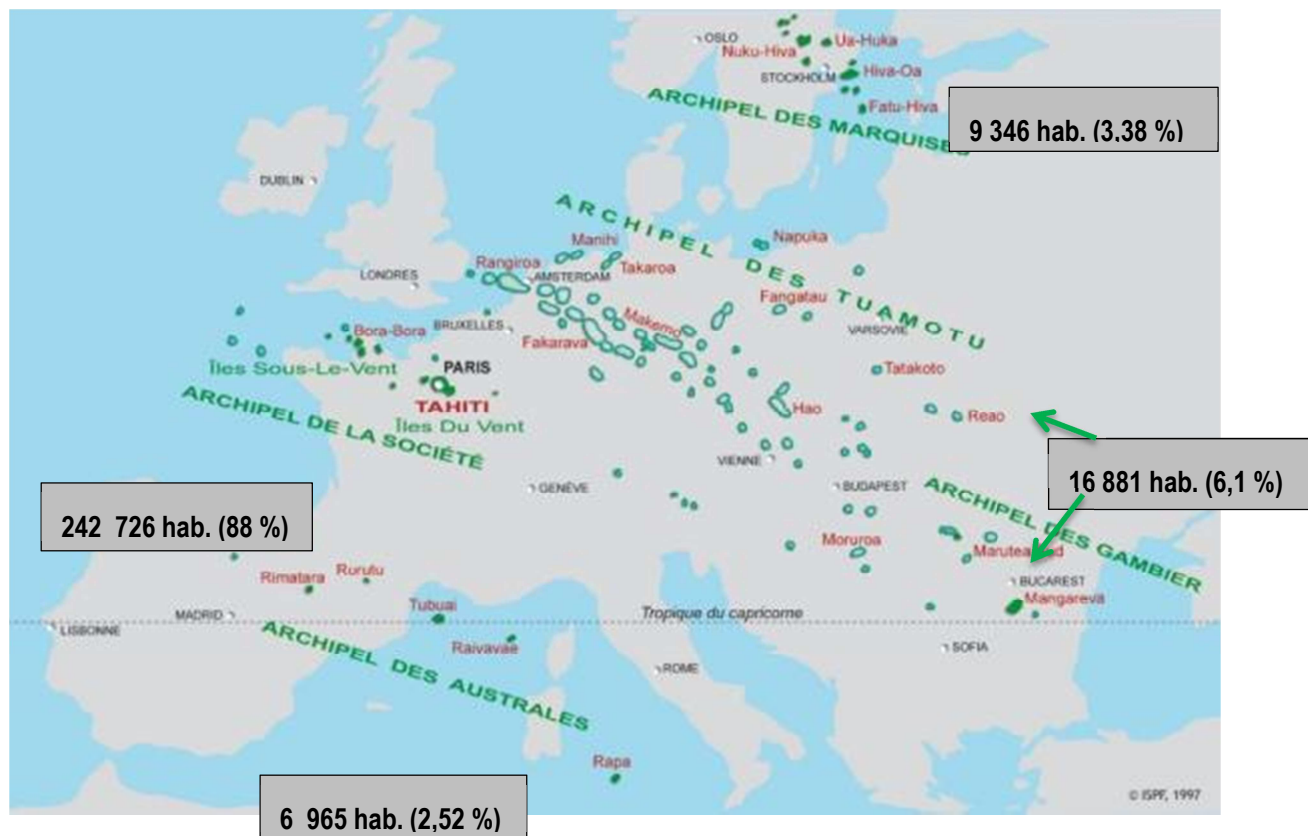 OSLO
Ua-Huka
Nuku-Hiva
STOCKHOLM
Hiva-Oa
ARCHIPEL DES MARQUISES
Fatu-Hiva
9 346 hab. (3,38 %)
DUBLIN
ARCHIPEL DES TUAMOTU
Manihi
Napuka
Rangiroa
Takaroa
LONDRES
AMSTERDAM
Fangatau
Makemo
VARSOVIE
Bora-Bora
BRUXELLES
Fakarava
Îles Sous-Le-Vent
PARIS
Tatakoto
TAHITI
Hao
Reao
Îles Du Vent
ARCHIPEL DE LA SOCIÉTÉ
VIENNE
16 881 hab. (6,1 %)
GENÈVE
BUDAPEST
ARCHIPEL DES GAMBIER
242 726 hab. (88 %)
Moruroa
Rimatara
Rurutu
BUCAREST
Mangareva
Tubuai
MADRID
Tropique du capricorne
LISBONNE
Raivavae
SOFIA
ARCHIPEL DES AUSTRALES
ROME
Rapa
© ISPF, 1997
6 965 hab. (2,52 %)